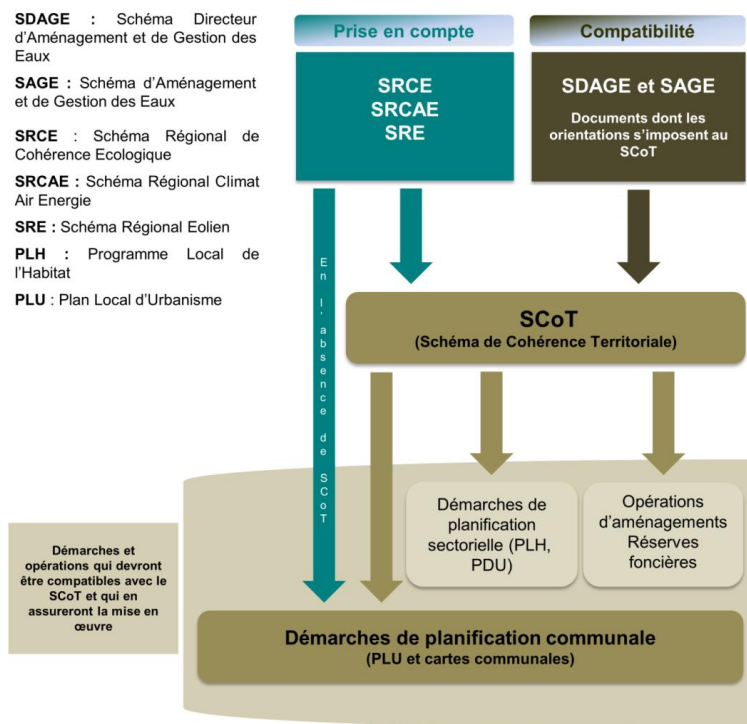 SDAGE : Schéma Directeur
d'Aménagement et de Gestion des
Eaux
SAGE : Schéma d'Aménagement
et de Gestion des Eaux
SRCE : Schéma Régional de
Cohérence Ecologique
SRCAE : Schéma Régional Climat
Air Energie
SRE : Schéma Régional Eolien
PLH : Programme Local de
l'Habitat
PLU : Plan Local d'Urbanisme
Prise en compte
SRCE
SRCAE
SRE
Compatibilité
SDAGE et SAGE
Documents dont les
orientations s'imposent au
SCoT
En l'absence de SCoT
SCoT
(Schéma de Cohérence Territoriale)
Démarches de
planification
sectorielle (PLH,
PDU)
Opérations
d'aménagements
Réserves
foncières
Démarches et
opérations qui devront
être compatibles avec le
SCoT et qui en
assureront la mise en
œuvre
Démarches de planification communale
(PLU et cartes communales)